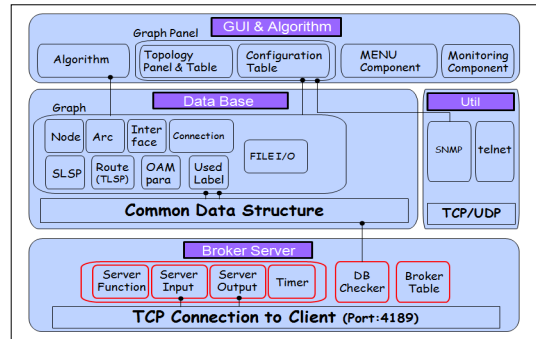 GUI & Algorithm
Graph Panel
Algorithm
Topology
Panel & Table
Configuration
Table
MENU
Component
Monitoring
Component
Data Base
Graph
Node
Arc
Inter
face
Connection
SLSP
Route
(TLSP)
OAM
para
Used
Label
FILE I/O
Common Data Structure
Util
SNMP
telnet
TCP/UDP
Broker Server
Server
Function
Server
Input
Server
Output
Timer
DB
Checker
Broker
Table
TCP Connection to Client (Port:4189)